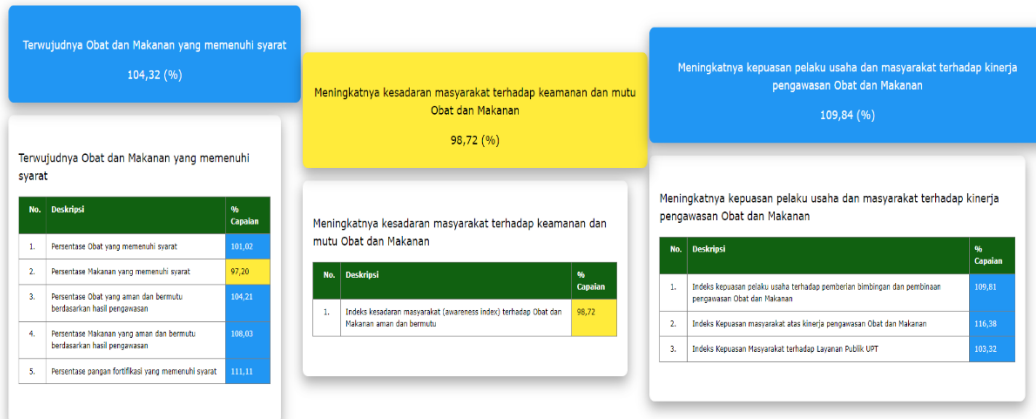 Terwujudnya Obat dan Makanan yang memenuhi syarat
104,32 (%)
Terwujudnya Obat dan Makanan yang memenuhi
syarat
No. Deskripsi %
Capaian
1. Persentase Obat yang memenuhi syarat 101,02
2. Persentase Makanan yang memenuhi syarat 97,20
3. Persentase Obat yang aman dan bermutu
berdasarkan hasil pengawasan 104,21
4. Persentase Makanan yang aman dan bermutu
berdasarkan hasil pengawasan 108,03
5. Persentase pangan fortifikasi yang memenuhi syarat 111,11
Meningkatnya kesadaran masyarakat terhadap keamanan dan mutu
Obat dan Makanan
98,72 (%)
Meningkatnya kesadaran masyarakat terhadap keamanan dan
mutu Obat dan Makanan
No. Deskripsi %
Capaian
1. Indeks kesadaran masyarakat (awareness index) terhadap Obat dan
Makanan aman dan bermutu 98,72
Meningkatnya kepuasan pelaku usaha dan masyarakat terhadap kinerja
pengawasan Obat dan Makanan
109,84 (%)
Meningkatnya kepuasan pelaku usaha dan masyarakat terhadap kinerja
pengawasan Obat dan Makanan
No. Deskripsi %
Capaian
1. Indeks kepuasan pelaku usaha terhadap pemberian bimbingan dan pembinaan
pengawasan Obat dan Makanan 109,81
2. Indeks Kepuasan masyarakat atas kinerja pengawasan Obat dan Makanan 116,38
3. Indeks Kepuasan Masyarakat terhadap Layanan Publik UPT 103,32